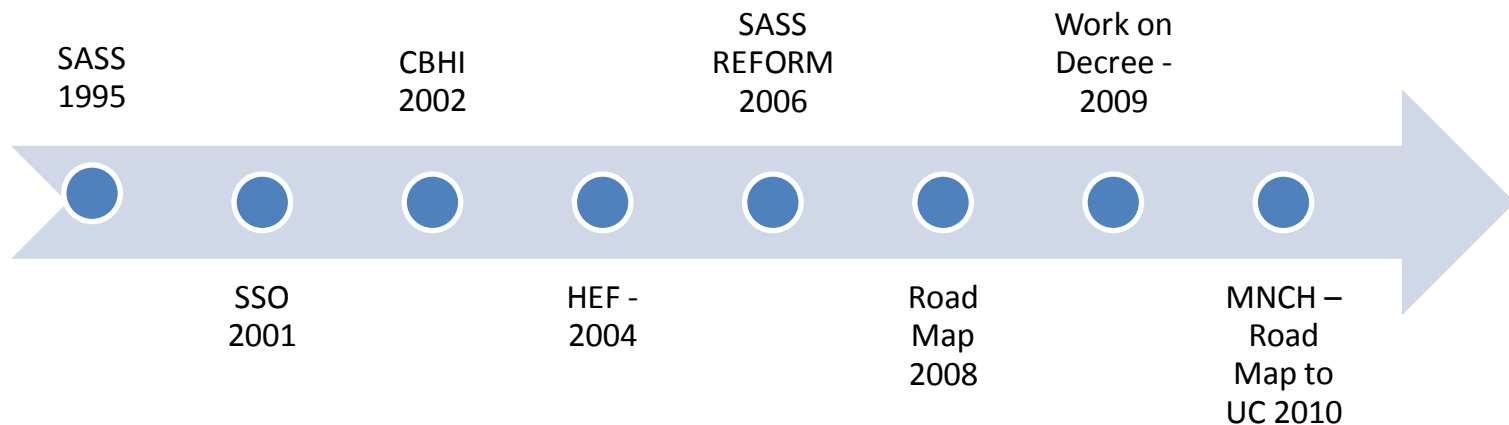 SASS
1995
SSO
2001
CBHI
2002
HEF -
2004
SASS
REFORM
2006
Road
Map
2008
Work on
Decree -
2009
MNCH –
Road
Map to
UC 2010